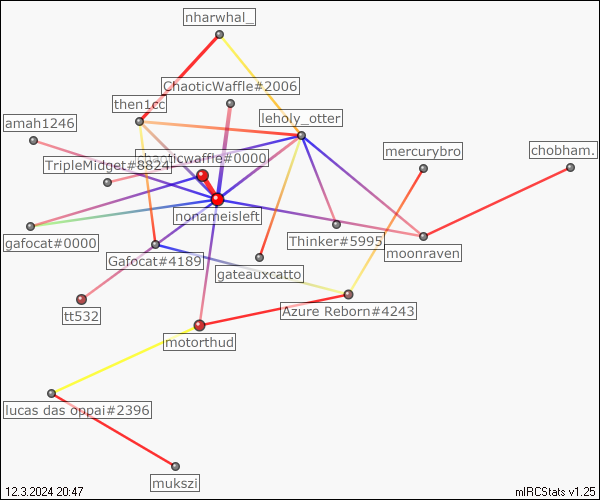 nharwhal_
ChaoticWaffle#2006
then1cc
leholy_otter
amah1246
chaoticwaffle#0000
mercurybro
chobham.
TripleMidget#8824
nonameisleft
gafocat#0000
Thinker#5995
moonraven
Gafocat#4189
gateauxcatto
tt532
Azure Reborn#4243
motorthud
lucas das oppai#2396
mukszi
12.3.2024 20:47
mIRCStats v1.25